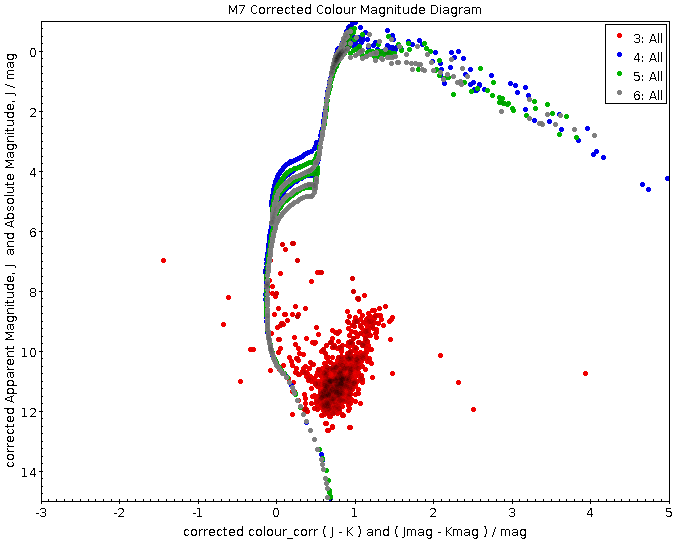 M7 Corrected Colour Magnitude Diagram
corrected Apparent Magnitude, J and Absolute Magnitude, J / mag
0
2
4
6
8
10
12
14
3: All
4: All
5: All
6: All
-3
-2
-1
0
1
2
3
4
5
corrected colour_corr ( J - K ) and ( Jmag - Kmag ) / mag